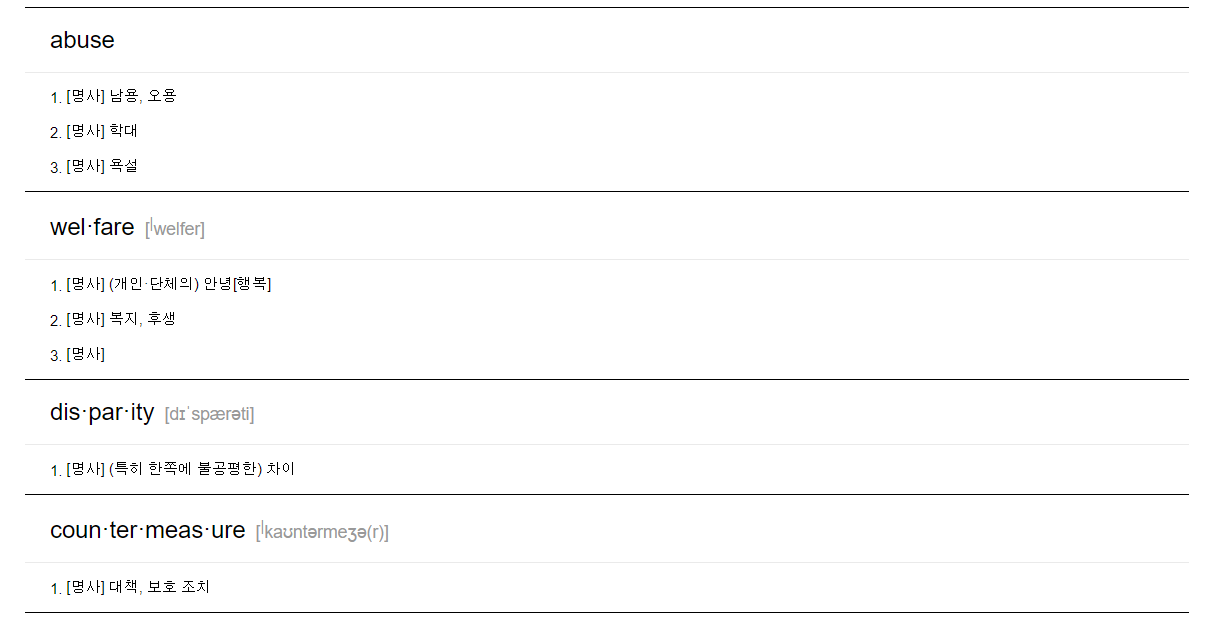 abuse
1. [명사] 남용, 오용
2. [명사] 학대
3. [명사] 욕설
wel·fare [ˈwelfer]
1. [명사] (개인·단체의) 안녕[행복]
2. [명사] 복지, 후생
3. [명사]
dis·par·ity [dɪˈspærəti]
1. [명사] (특히 한쪽에 불공평한) 차이
coun·ter·meas·ure [ˈkaʊntərmeʒə(r)]
1. [명사] 대책, 보호 조치